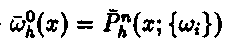 ω̄_h^0(x) = P̄_h^n(x; {ω_i})